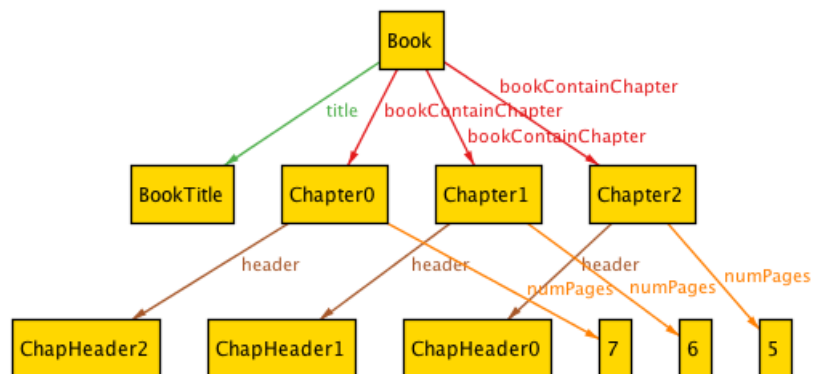 Book
bookContainChapter
title
bookContainChapter
bookContainChapter
BookTitle
Chapter0
Chapter1
Chapter2
header
header
header
numPages
numPages
numPages
ChapHeader2
ChapHeader1
ChapHeader0
7
6
5